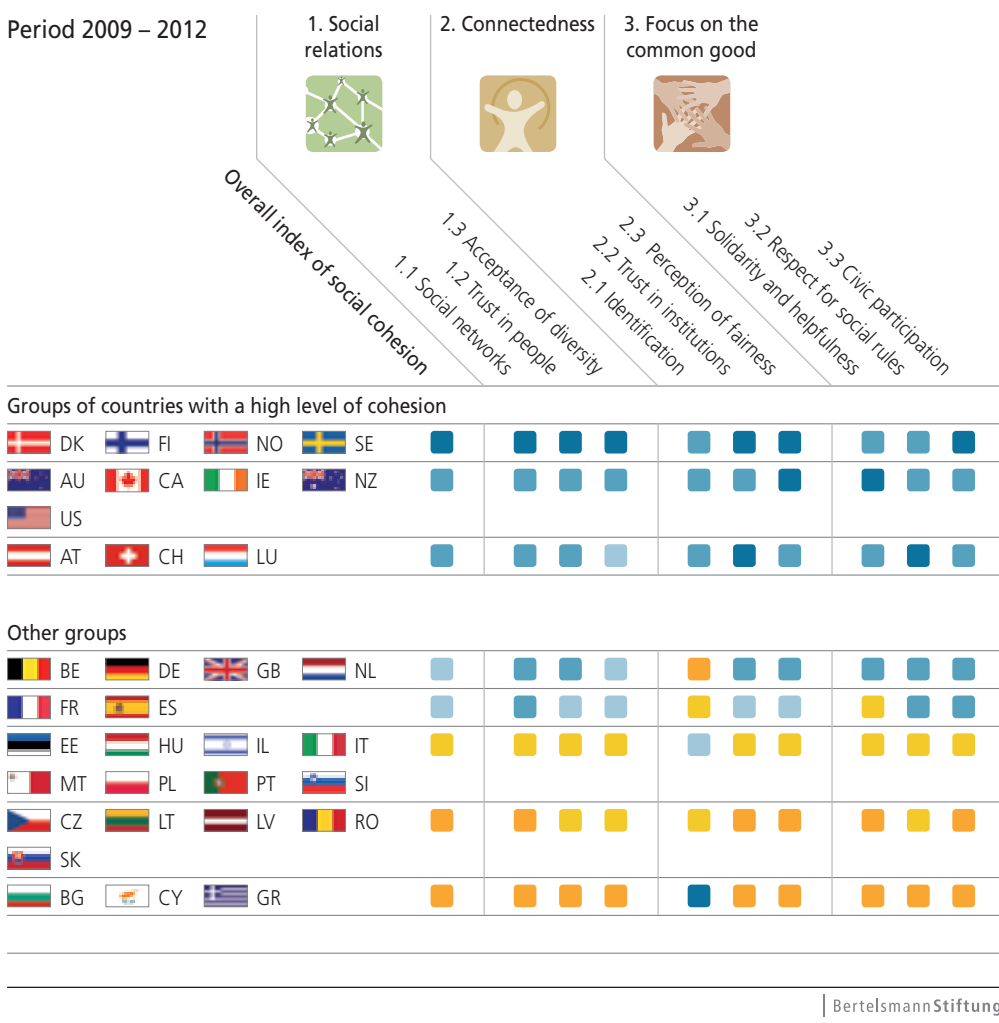 Period 2009 – 2012
1. Social
relations
2. Connectedness
3. Focus on the
common good
Overall index of social cohesion
1.1 Social networks
1.2 Trust in people
1.3 Acceptance of diversity
2.1 Identification
2.2 Trust in institutions
2.3 Perception of fairness
3.1 Solidarity and helpfulness
3.2 Respect for social rules
3.3 Civic participation
Groups of countries with a high level of cohesion
DK FI NO SE
AU CA IE NZ
US
AT CH LU
Other groups
BE DE GB NL
FR ES
EE HU IL IT
MT PL PT SI
CZ LT LV RO
SK
BG CY GR
BertelsmannStiftung